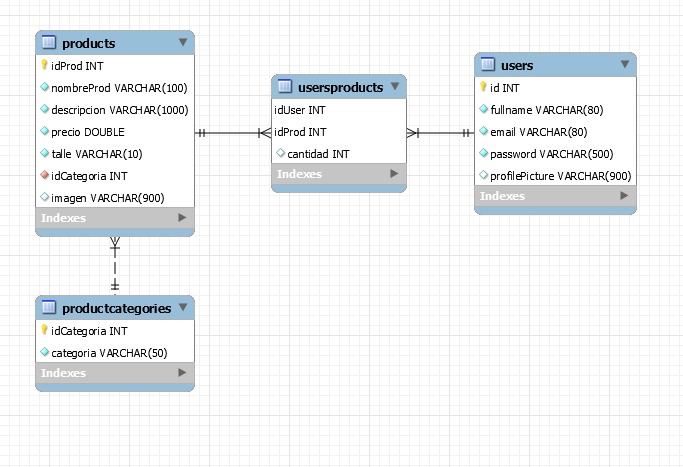 products
idProd INT
nombreProd VARCHAR(100)
descripcion VARCHAR(1000)
precio DOUBLE
talle VARCHAR(10)
idCategoria INT
imagen VARCHAR(900)
Indexes
usersproducts
idUser INT
idProd INT
cantidad INT
Indexes
users
id INT
fullname VARCHAR(80)
email VARCHAR(80)
password VARCHAR(500)
profilePicture VARCHAR(900)
Indexes
productcategories
idCategoria INT
categoria VARCHAR(50)
Indexes